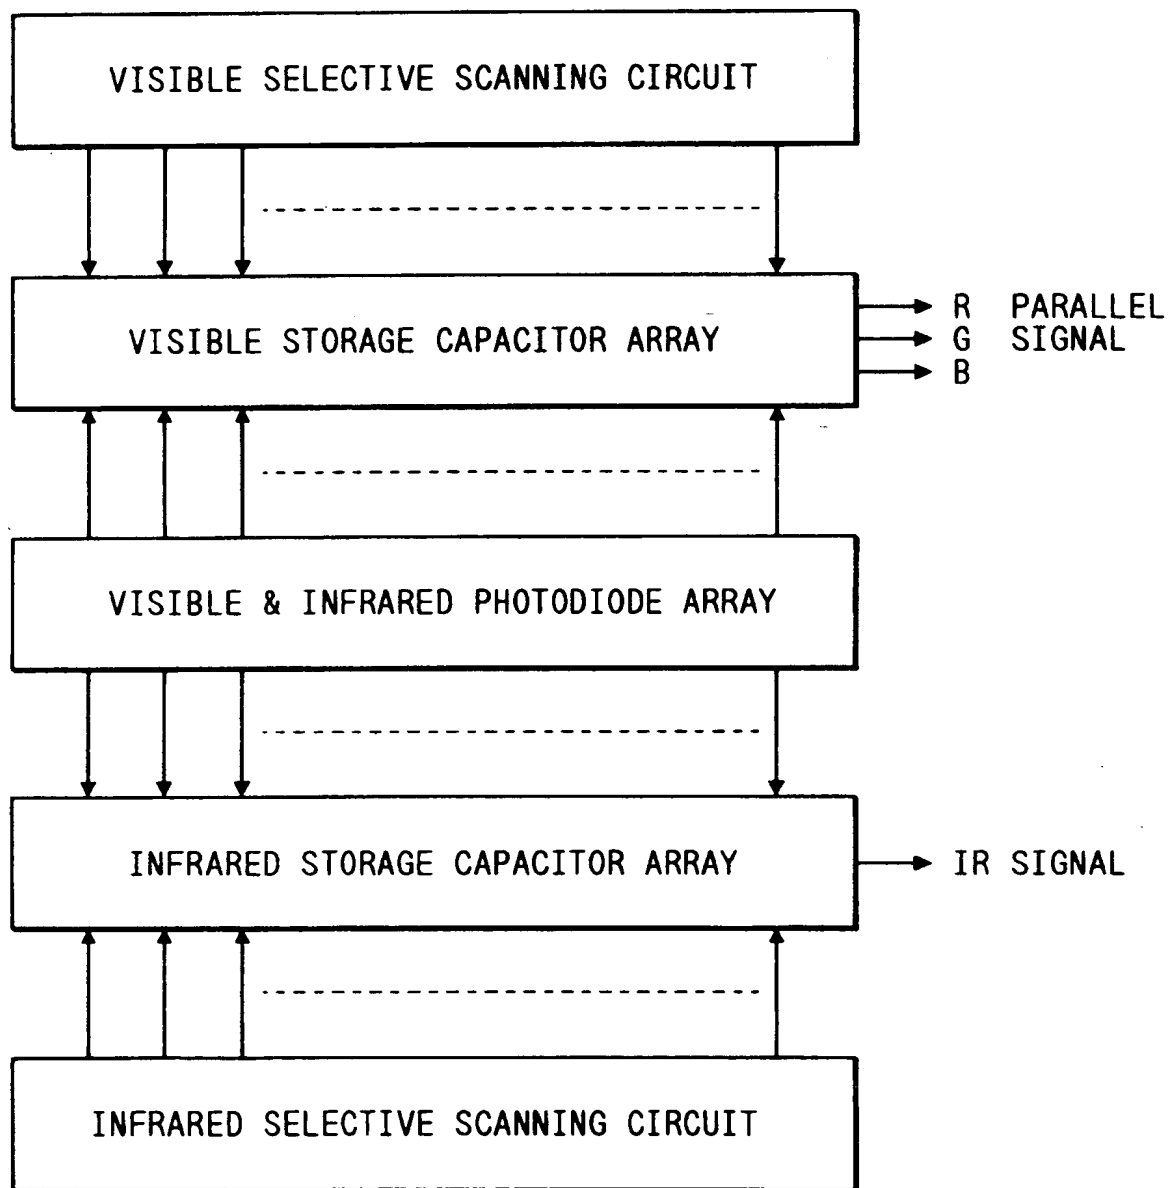 VISIBLE SELECTIVE SCANNING CIRCUIT
VISIBLE STORAGE CAPACITOR ARRAY
R PARALLEL
G SIGNAL
B
VISIBLE & INFRARED PHOTODIODE ARRAY
INFRARED STORAGE CAPACITOR ARRAY
IR SIGNAL
INFRARED SELECTIVE SCANNING CIRCUIT